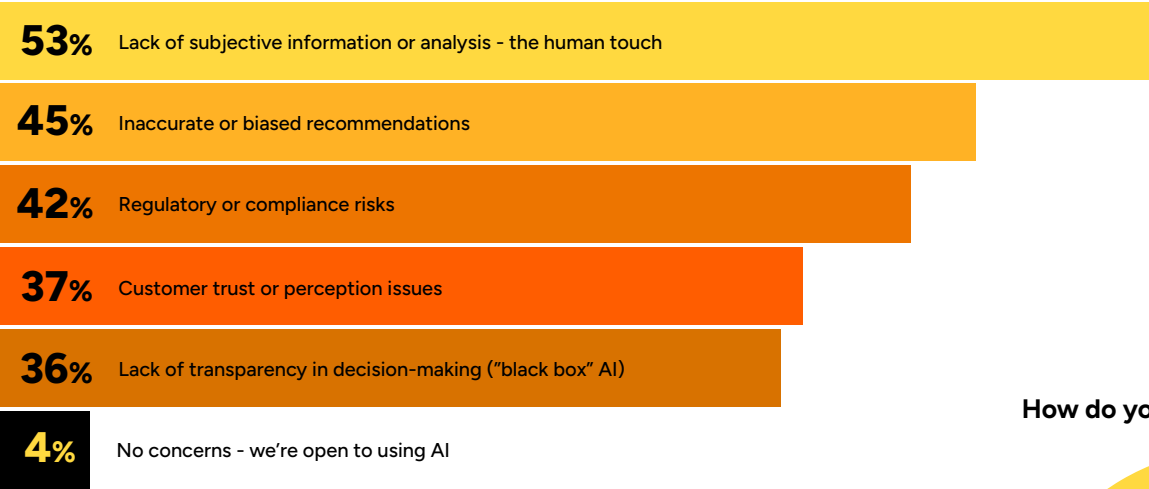 53% Lack of subjective information or analysis - the human touch
45% Inaccurate or biased recommendations
42% Regulatory or compliance risks
37% Customer trust or perception issues
36% Lack of transparency in decision-making (”black box” AI)
How do yo
4% No concerns - we’re open to using AI